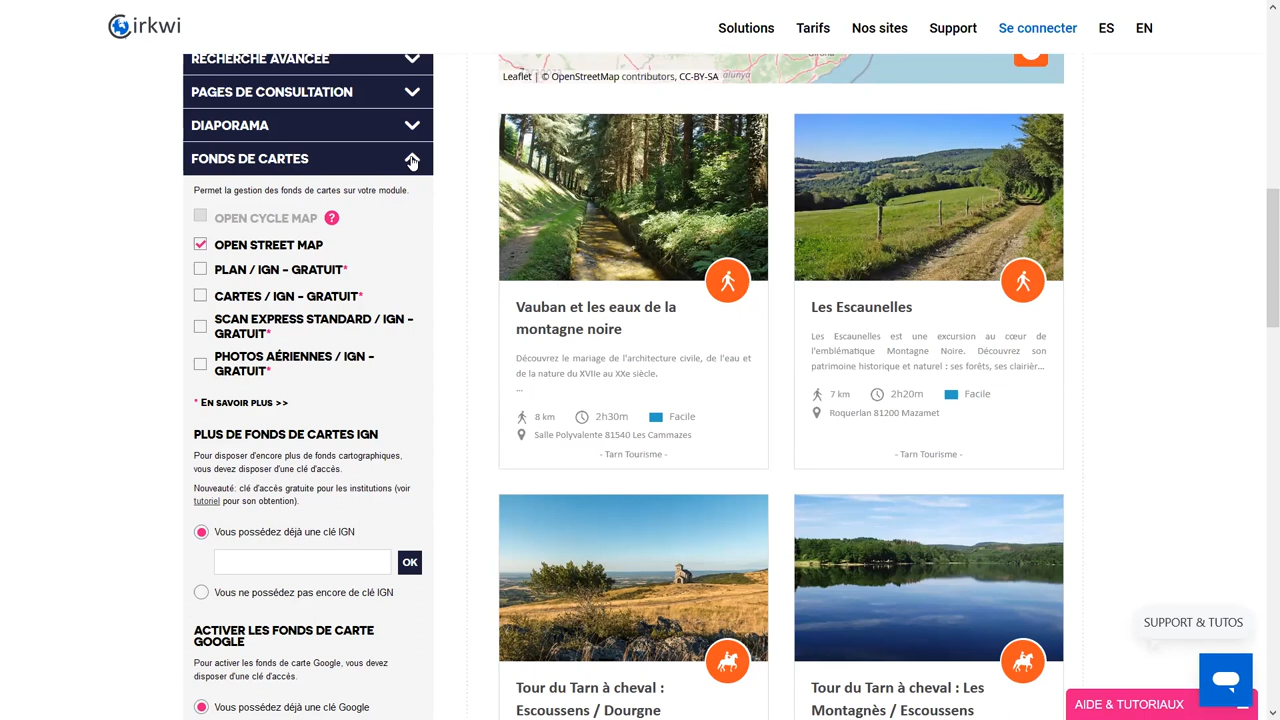 Cirkwi
Solutions Tarifs Nos sites Support Se connecter ES EN
RECHERCHE AVANCÉE
PAGES DE CONSULTATION
DIAPORAMA
FONDS DE CARTES
Permet la gestion des fonds de cartes sur votre module.
OPEN CYCLE MAP ?
OPEN STREET MAP
PLAN / IGN - GRATUIT*
CARTES / IGN - GRATUIT*
SCAN EXPRESS STANDARD / IGN -
GRATUIT*
PHOTOS AÉRIENNES / IGN -
GRATUIT*
* En savoir plus >>
PLUS DE FONDS DE CARTES IGN
Pour disposer d'encore plus de fonds cartographiques,
vous devez disposer d'une clé d'accès.
Nouveauté: clé d'accès gratuite pour les institutions (voir
tutoriel pour son obtention).
Vous possédez déjà une clé IGN
OK
Vous ne possédez pas encore de clé IGN
ACTIVER LES FONDS DE CARTE
GOOGLE
Pour activer les fonds de carte Google, vous devez
disposer d'une clé d'accès.
Vous possédez déjà une clé Google
Leaflet | © OpenStreetMap contributors, CC-BY-SA
Vauban et les eaux de la
montagne noire
Découvrez le mariage de l'architecture civile, de l'eau et
de la nature du XVIIe au XXe siècle.
...
8 km 2h30m Facile
Salle Polyvalente 81540 Les Cammazes
- Tarn Tourisme -
Les Escaunelles
Les Escaunelles est une excursion au cœur de
l'emblématique Montagne Noire. Découvrez son
patrimoine historique et naturel : ses forêts, ses clairièr...
7 km 2h20m Facile
Roquerlan 81200 Mazamet
- Tarn Tourisme -
Tour du Tarn à cheval :
Escoussens / Dourgne
Tour du Tarn à cheval : Les
Montagnès / Escoussens
SUPPORT & TUTOS
AIDE & TUTORIAUX